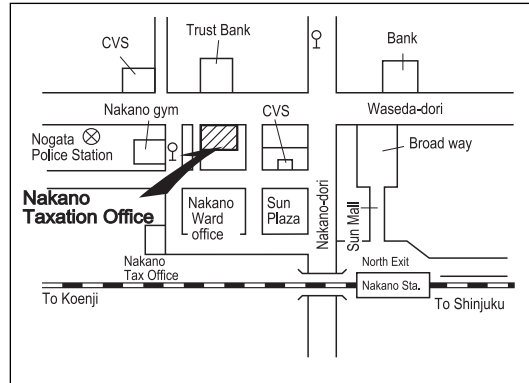 CVS
Trust Bank
Bank
Nakano gym
CVS
Waseda-dori
Nogata
Police Station
Broad way
Nakano
Taxation Office
Nakano
Ward
office
Sun
Plaza
Nakano-dori
Sun Mall
Nakano
Tax Office
North Exit
To Koenji
Nakano Sta.
To Shinjuku